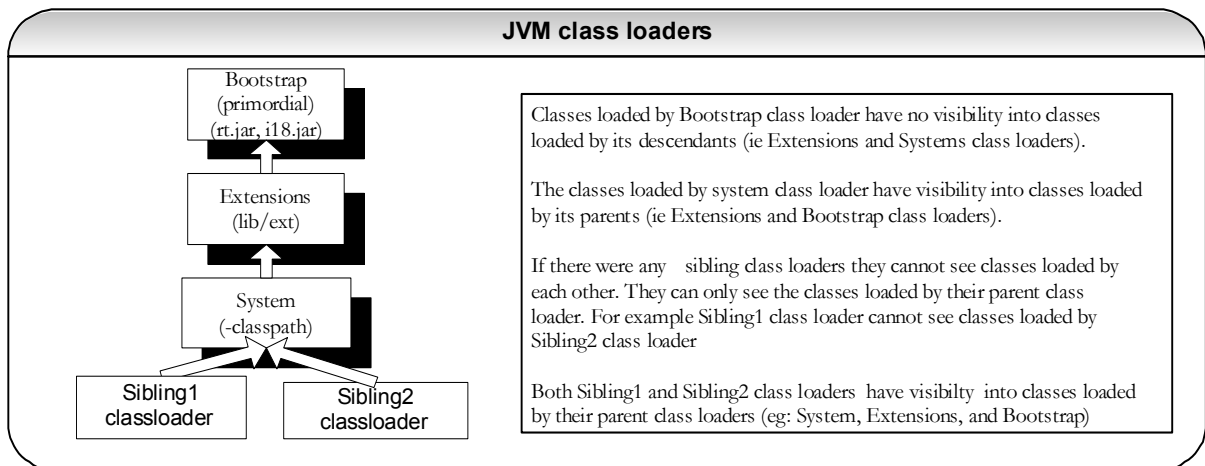 JVM class loaders
Bootstrap
(primordial)
(rt.jar, i18.jar)
Extensions
(lib/ext)
System
(-classpath)
Sibling1
classloader
Sibling2
classloader
Classes loaded by Bootstrap class loader have no visibility into classes
loaded by its descendants (ie Extensions and Systems class loaders).
The classes loaded by system class loader have visibility into classes loaded
by its parents (ie Extensions and Bootstrap class loaders).
If there were any sibling class loaders they cannot see classes loaded by
each other. They can only see the classes loaded by their parent class
loader. For example Sibling1 class loader cannot see classes loaded by
Sibling2 class loader
Both Sibling1 and Sibling2 class loaders have visibilty into classes loaded
by their parent class loaders (eg: System, Extensions, and Bootstrap)